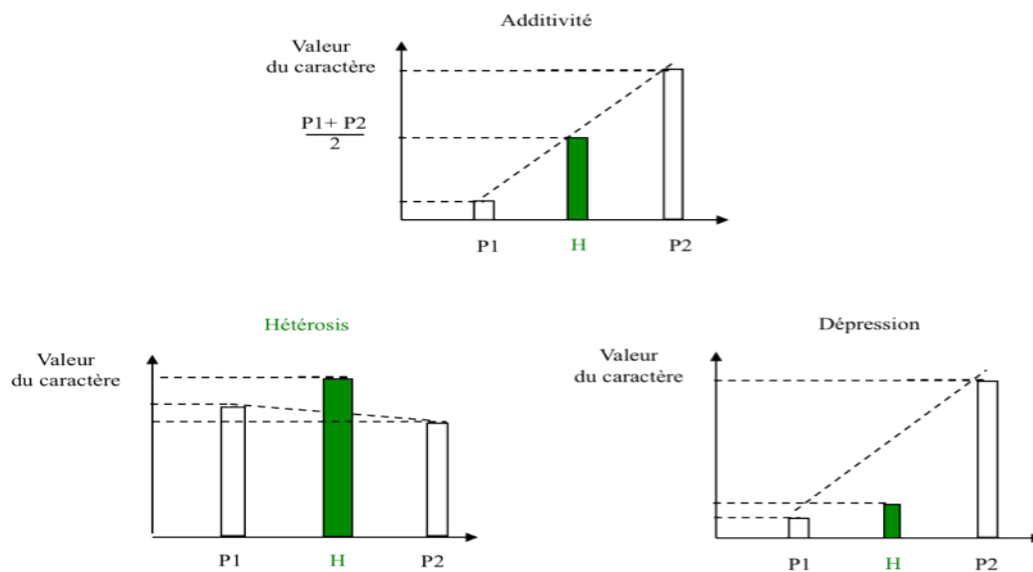 Additivité
Valeur
du caractère
P1+ P2
2
P1
H
P2
Hétérosis
Valeur
du caractère
P1
H
P2
Dépression
Valeur
du caractère
P1
H
P2